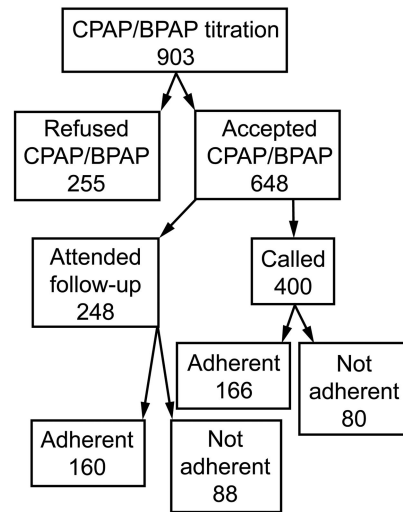 CPAP/BPAP titration
903
Refused
CPAP/BPAP
255
Accepted
CPAP/BPAP
648
Attended
follow-up
248
Called
400
Adherent
166
Not
adherent
80
Adherent
160
Not
adherent
88